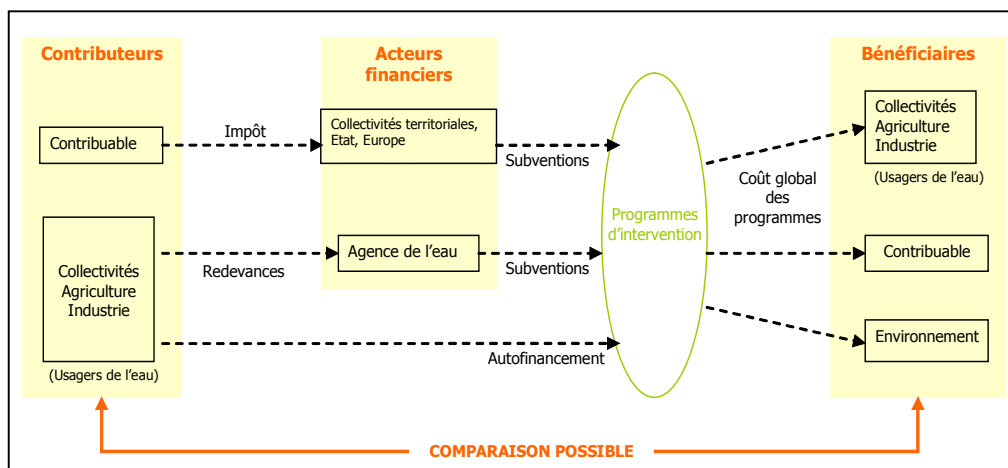 Contributeurs
Acteurs
financiers
Bénéficiaires
Contribuable
Impôt
Collectivités territoriales,
Etat, Europe
Subventions
Collectivités
Agriculture
Industrie
(Usagers de l'eau)
Coût global
des
programmes
Programmes
d'intervention
Collectivités
Agriculture
Industrie
(Usagers de l'eau)
Redevances
Agence de l'eau
Subventions
Contribuable
Autofinancement
Environnement
COMPARAISON POSSIBLE